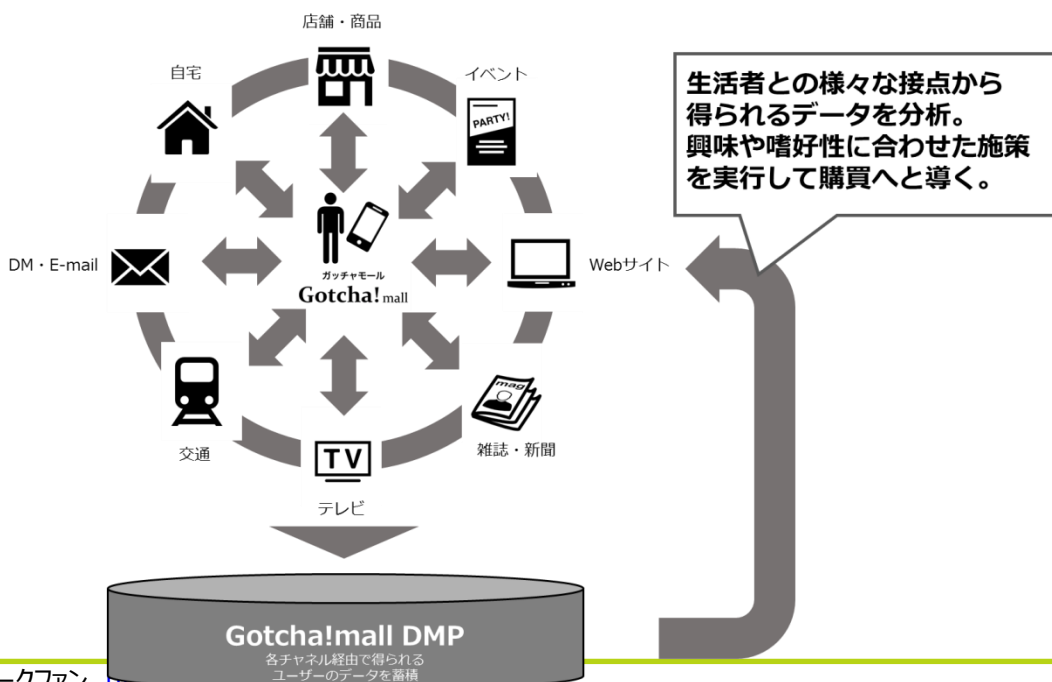 店舗・商品
自宅
イベント
PARTY!
生活者との様々な接点から
得られるデータを分析。
興味や嗜好性に合わせた施策
を実行して購買へと導く。
DM・E-mail
ガッチャモール
Gotcha!mall
Webサイト
mag
交通
TV
雑誌・新聞
テレビ
Gotcha!mall DMP
各チャネル経由で得られる
ユーザーのデータを蓄積
ークファン